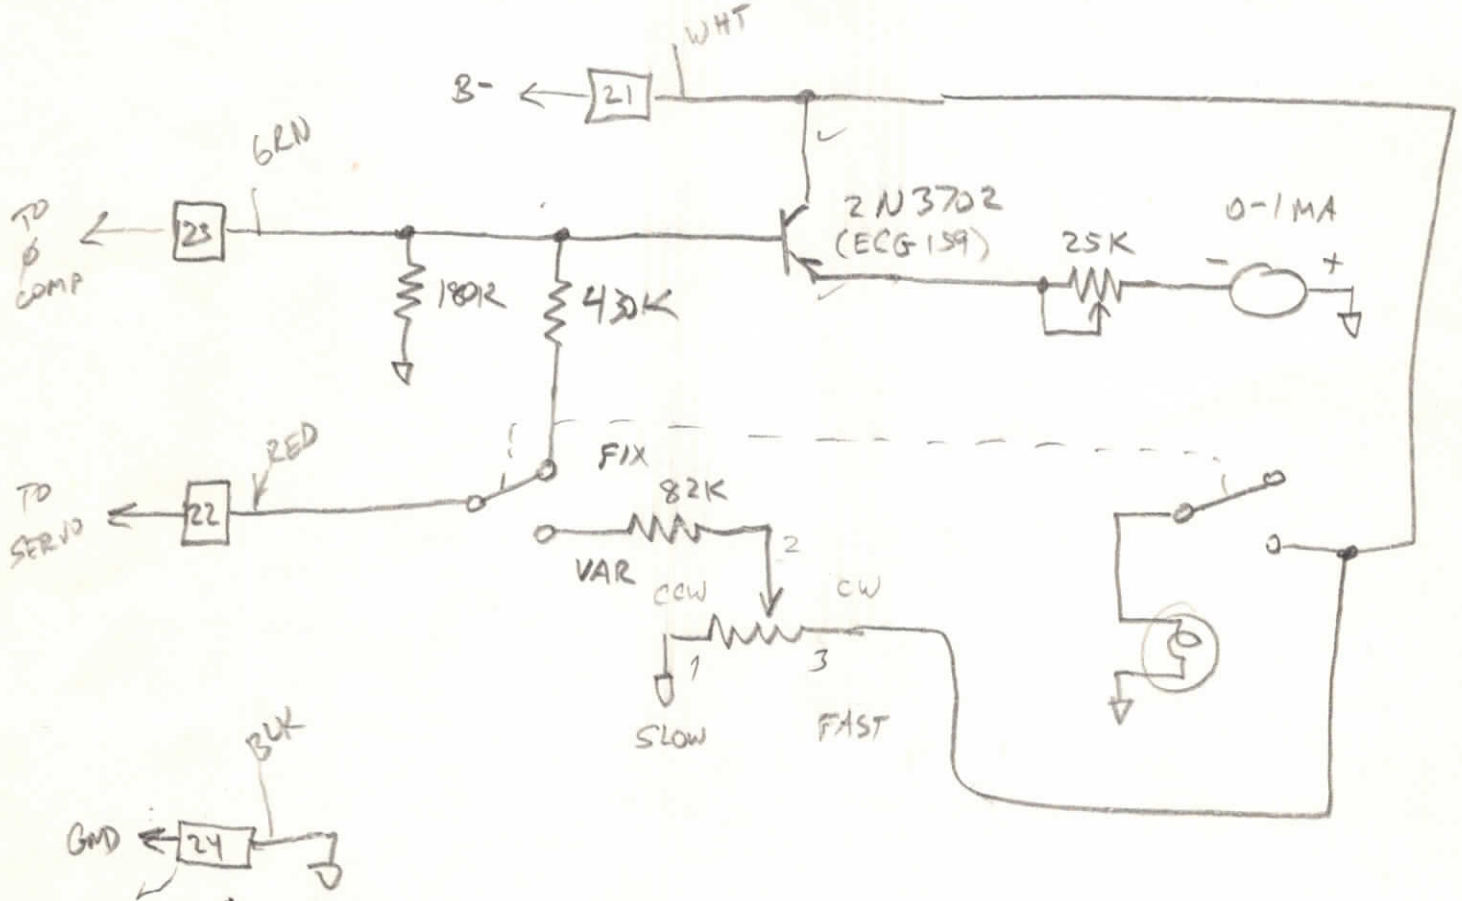 WHT
B-
21
GRN
2N3702
(ECG159)
0-1MA
TO
φ
COMP
23
25K
-
+
180K
430K
RED
FIX
TO
SERVO
22
82K
2
VAR
CCW
CW
1
3
SLOW
FAST
BLK
GND
24